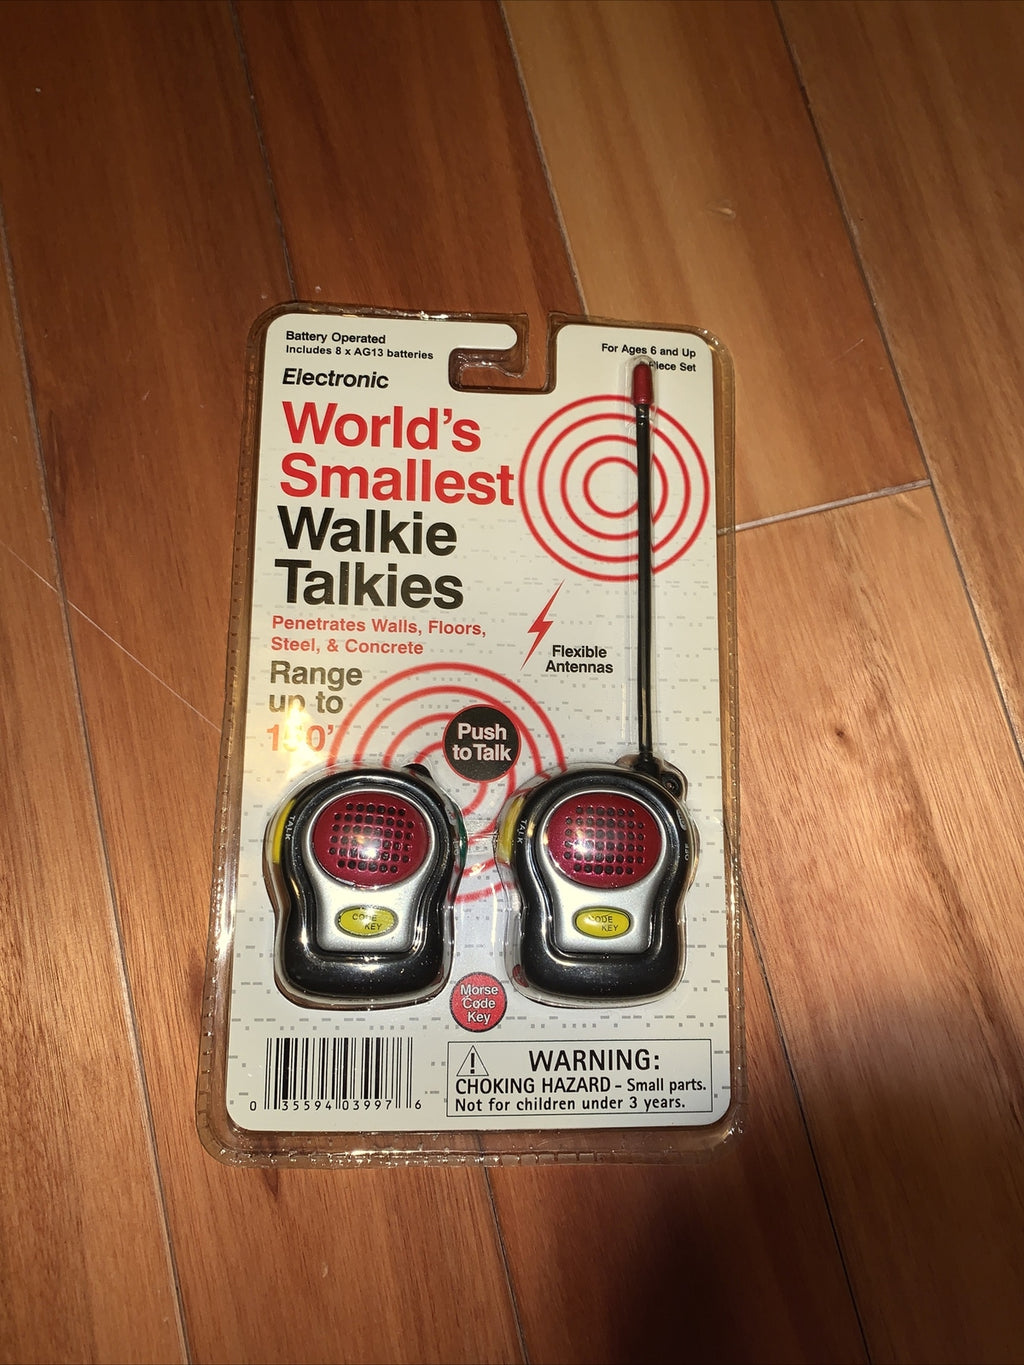 Battery Operated
Includes 8 x AG13 batteries
For Ages 6 and Up
Piece Set
Electronic
World's
Smallest
Walkie
Talkies
Penetrates Walls, Floors,
Steel, & Concrete
Flexible
Antennas
Range
up to
Push
to Talk
TALK
TALK
OFF
CODE
KEY
CODE
KEY
Morse
Code
Key
WARNING:
CHOKING HAZARD – Small parts.
Not for children under 3 years.
0 35594 03997 6